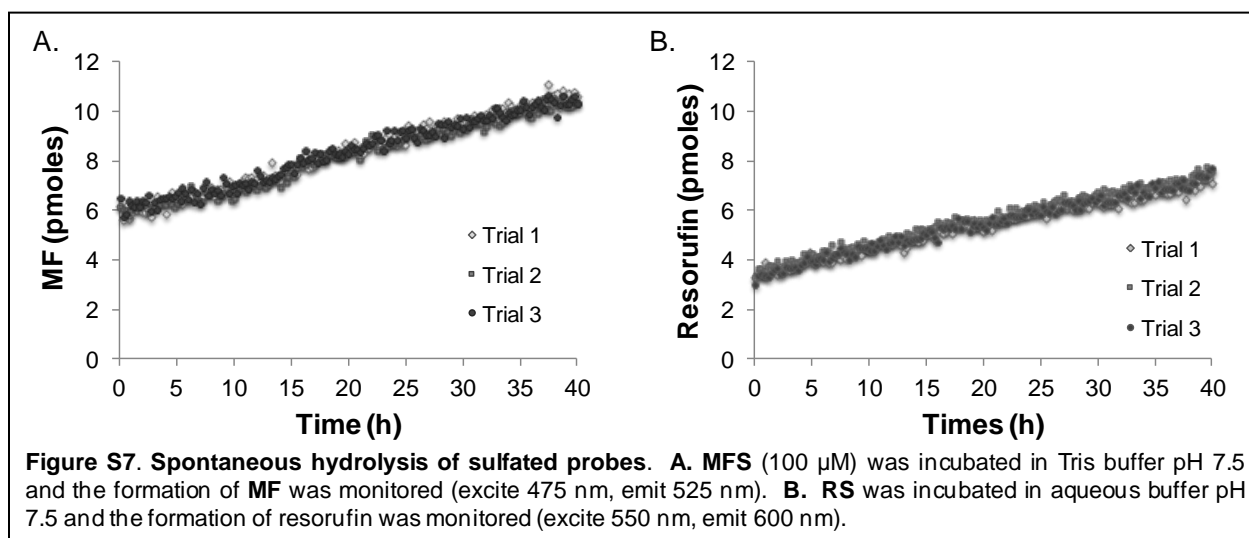 A.
12
10
8
6
4
2
0
MF (pmoles)
Trial 1
Trial 2
Trial 3
0 5 10 15 20 25 30 35 40
Time (h)
B.
12
10
8
6
4
2
0
Resorufin (pmoles)
Trial 1
Trial 2
Trial 3
0 5 10 15 20 25 30 35 40
Times (h)
Figure S7. Spontaneous hydrolysis of sulfated probes. A. MFS (100 µM) was incubated in Tris buffer pH 7.5
and the formation of MF was monitored (excite 475 nm, emit 525 nm). B. RS was incubated in aqueous buffer pH
7.5 and the formation of resorufin was monitored (excite 550 nm, emit 600 nm).